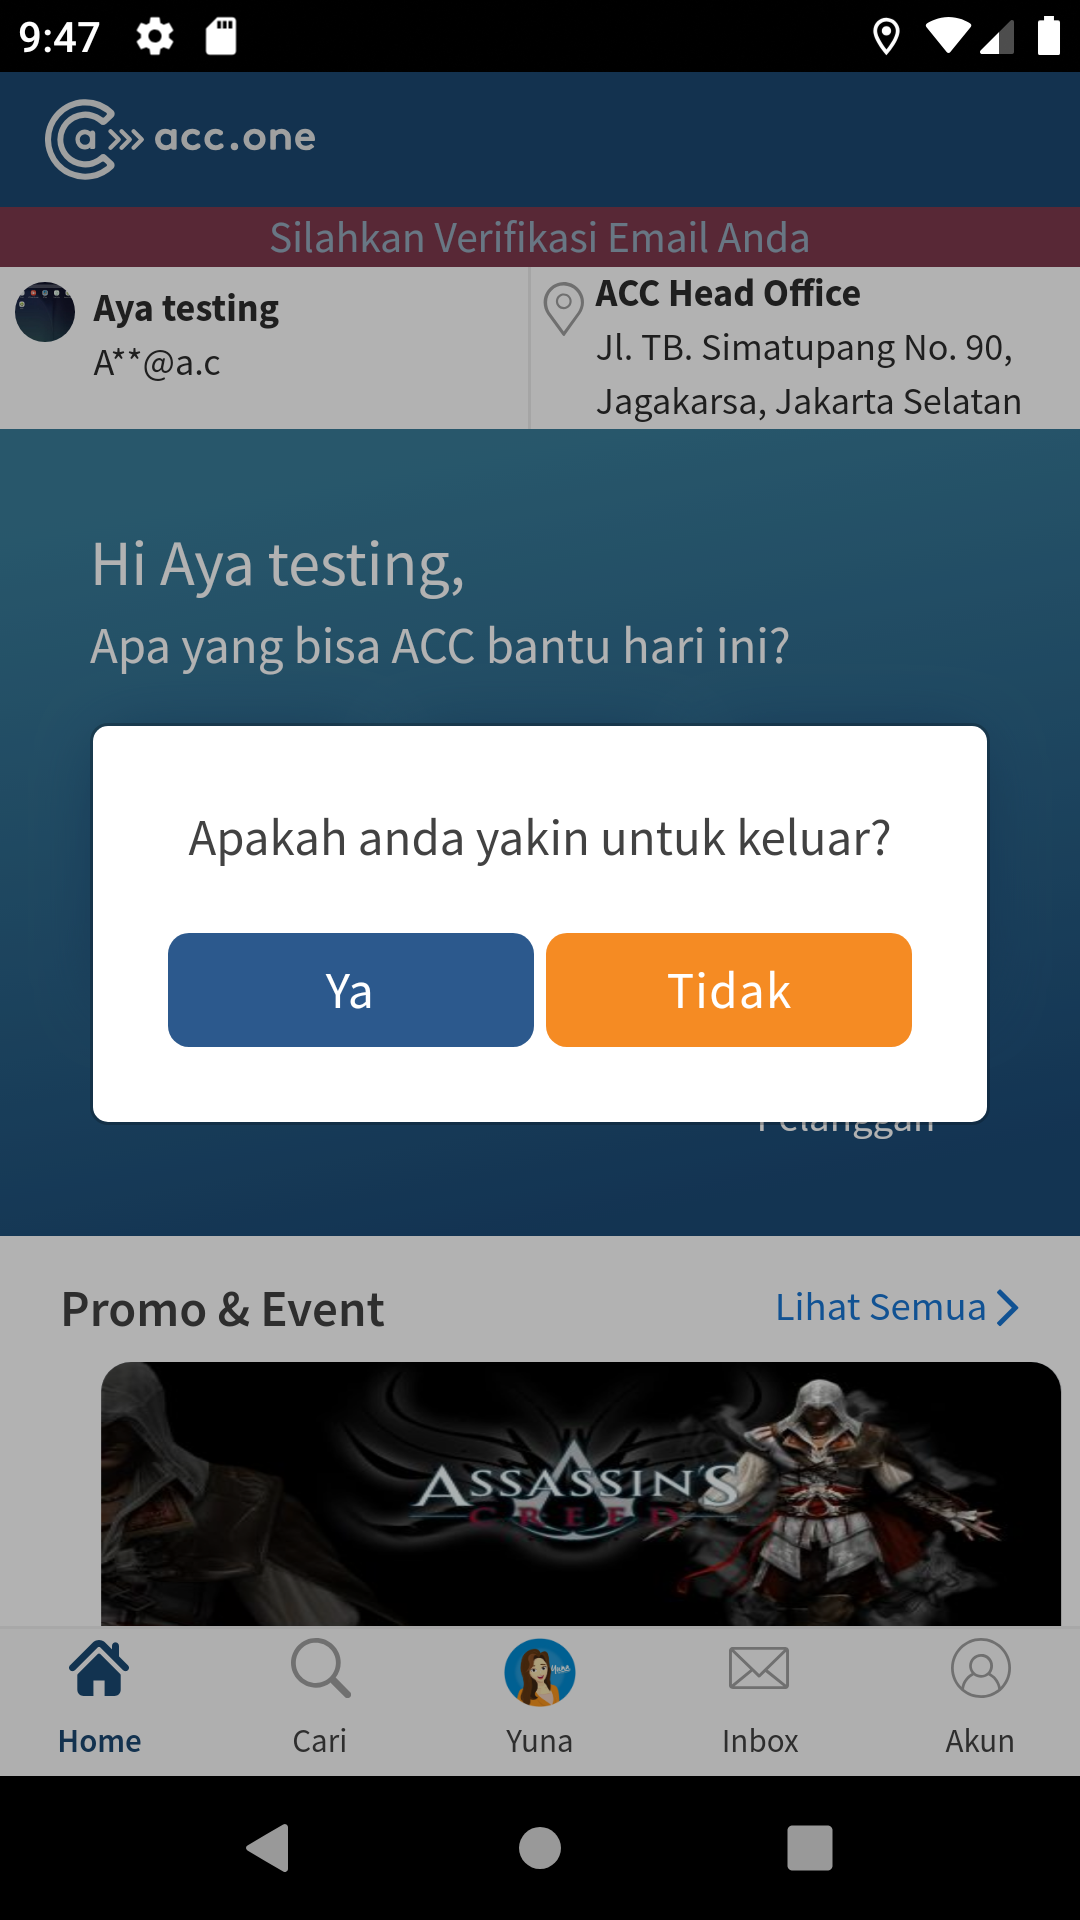 9:47
a acc.one
Silahkan Verifikasi Email Anda
Aya testing
A**@a.c
ACC Head Office
Jl. TB. Simatupang No. 90,
Jagakarsa, Jakarta Selatan
Hi Aya testing,
Apa yang bisa ACC bantu hari ini?
Apakah anda yakin untuk keluar?
Ya
Tidak
Pelanggan
Promo & Event
Lihat Semua
ASSASSIN'S
CREED
Home
Cari
Yuna
Inbox
Akun